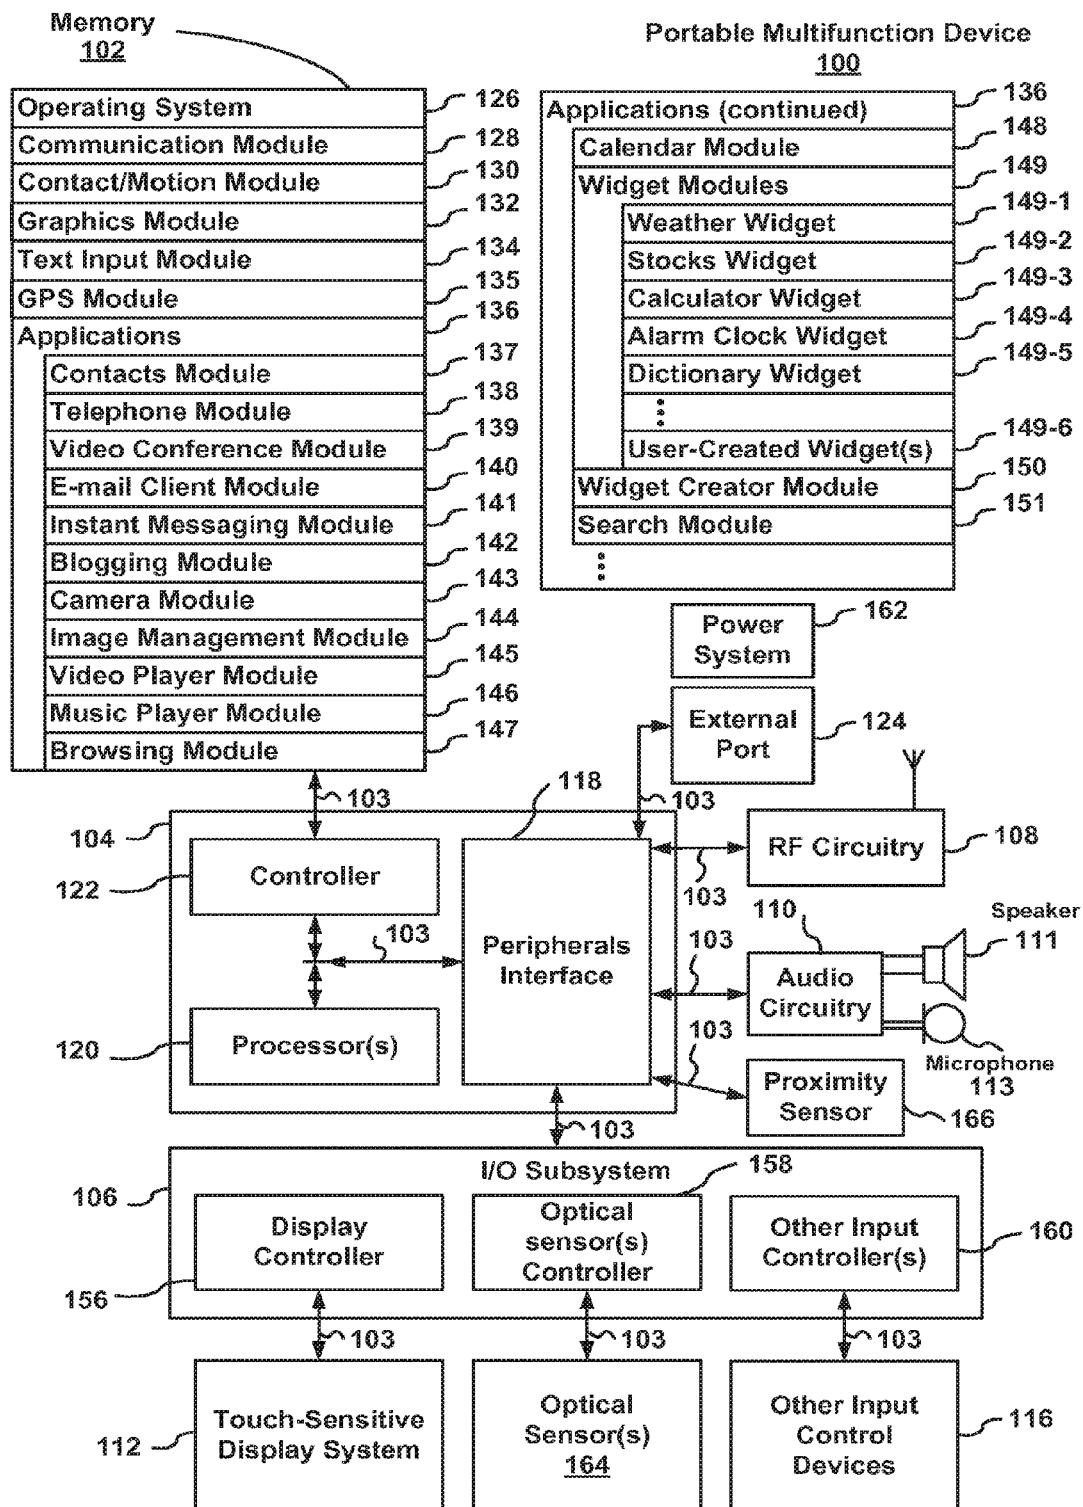 Memory
102
Portable Multifunction Device
100
Operating System 126
Communication Module 128
Contact/Motion Module 130
Graphics Module 132
Text Input Module 134
GPS Module 135
Applications 136
Contacts Module 137
Telephone Module 138
Video Conference Module 139
E-mail Client Module 140
Instant Messaging Module 141
Blogging Module 142
Camera Module 143
Image Management Module 144
Video Player Module 145
Music Player Module 146
Browsing Module 147
Applications (continued) 136
Calendar Module 148
Widget Modules 149
Weather Widget 149-1
Stocks Widget 149-2
Calculator Widget 149-3
Alarm Clock Widget 149-4
Dictionary Widget 149-5
User-Created Widget(s) 149-6
Widget Creator Module 150
Search Module 151
Power
System
162
External
Port
124
103
118
103
104
Controller
122
RF Circuitry
108
103
103
Peripherals
Interface
110
Speaker
111
103
Audio
Circuitry
Processor(s)
120
103
Microphone
113
Proximity
Sensor
166
103
I/O Subsystem
158
106
Display
Controller
156
Optical
sensor(s)
Controller
Other Input
Controller(s)
160
103
103
103
Touch-Sensitive
Display System
112
Optical
Sensor(s)
164
Other Input
Control
Devices
116